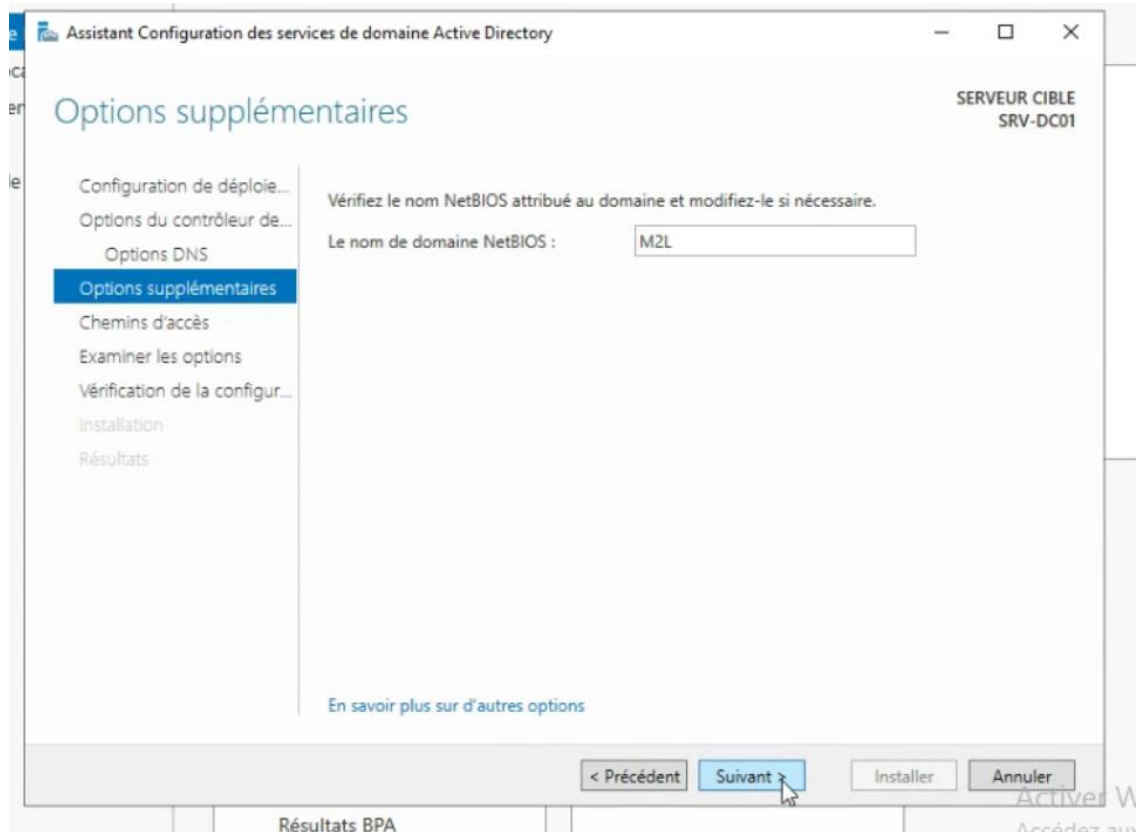 Assistant Configuration des services de domaine Active Directory
Options supplémentaires
SERVEUR CIBLE
SRV-DC01
Configuration de déploie...
Options du contrôleur de...
Options DNS
Options supplémentaires
Chemins d'accès
Examiner les options
Vérification de la configur...
Installation
Résultats
Vérifiez le nom NetBIOS attribué au domaine et modifiez-le si nécessaire.
Le nom de domaine NetBIOS : M2L
En savoir plus sur d'autres options
< Précédent Suivant > Installer Annuler
Activer W
Résultats BPA
Accédez aux